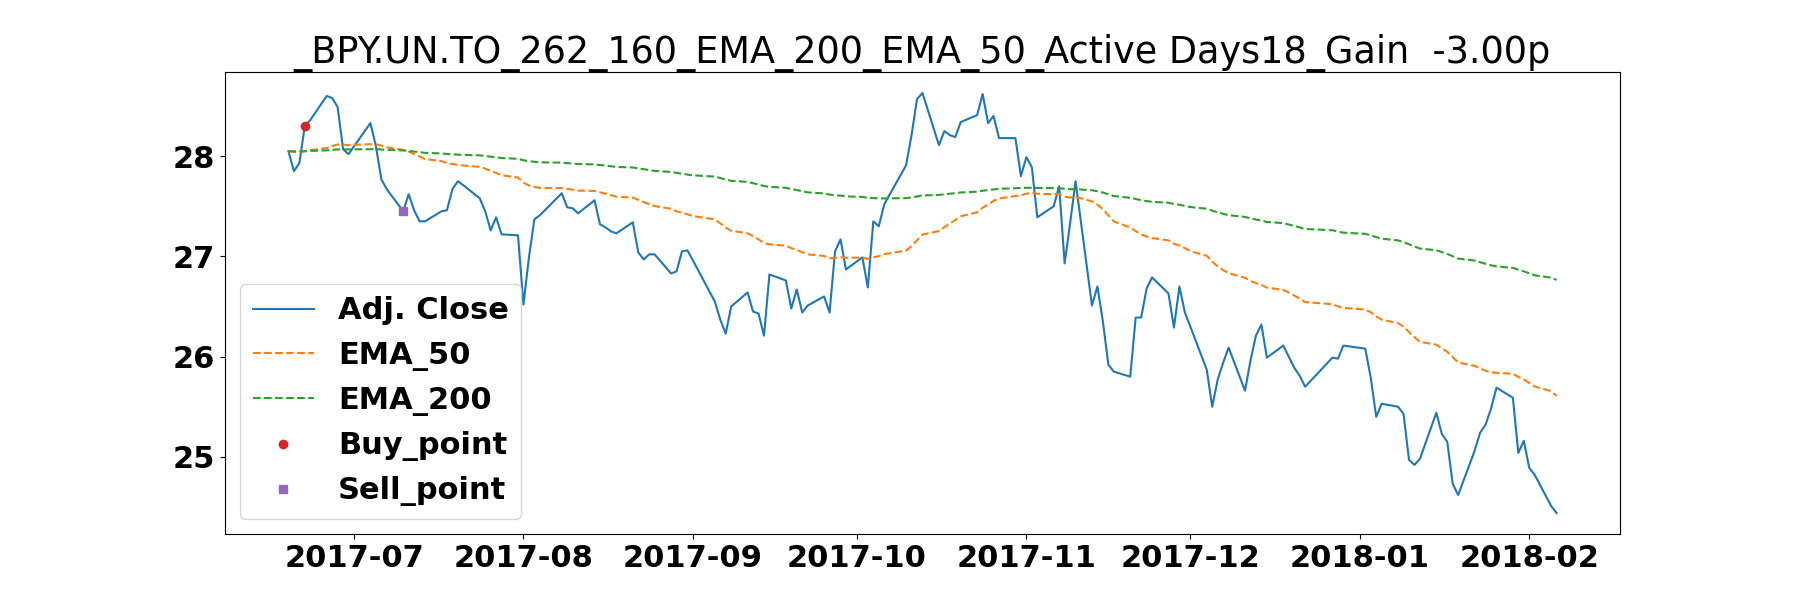 _BPY.UN.TO_262_160_EMA_200_EMA_50_Active Days18_Gain  -3.00p
28
27
26
25
Adj. Close
EMA_50
EMA_200
Buy_point
Sell_point
2017-07 2017-08 2017-09 2017-10 2017-11 2017-12 2018-01 2018-02